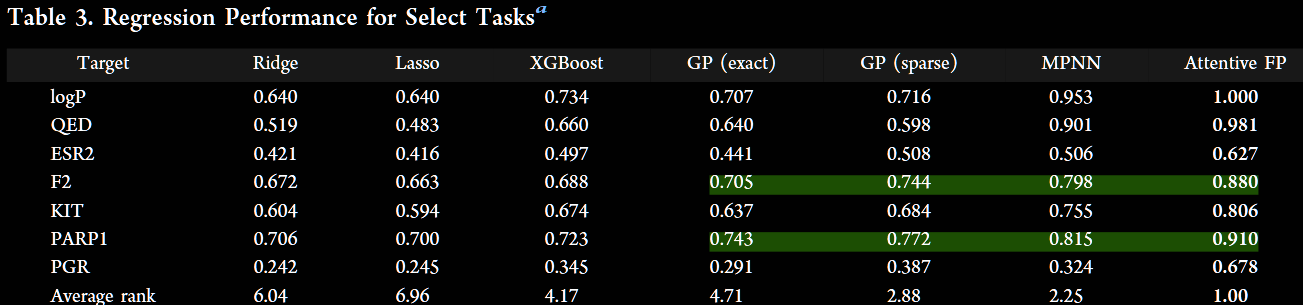 Table 3. Regression Performance for Select Tasksa
Target Ridge Lasso XGBoost GP (exact) GP (sparse) MPNN Attentive FP
logP 0.640 0.640 0.734 0.707 0.716 0.953 1.000
QED 0.519 0.483 0.660 0.640 0.598 0.901 0.981
ESR2 0.421 0.416 0.497 0.441 0.508 0.506 0.627
F2 0.672 0.663 0.688 0.705 0.744 0.798 0.880
KIT 0.604 0.594 0.674 0.637 0.684 0.755 0.806
PARP1 0.706 0.700 0.723 0.743 0.772 0.815 0.910
PGR 0.242 0.245 0.345 0.291 0.387 0.324 0.678
Average rank 6.04 6.96 4.17 4.71 2.88 2.25 1.00